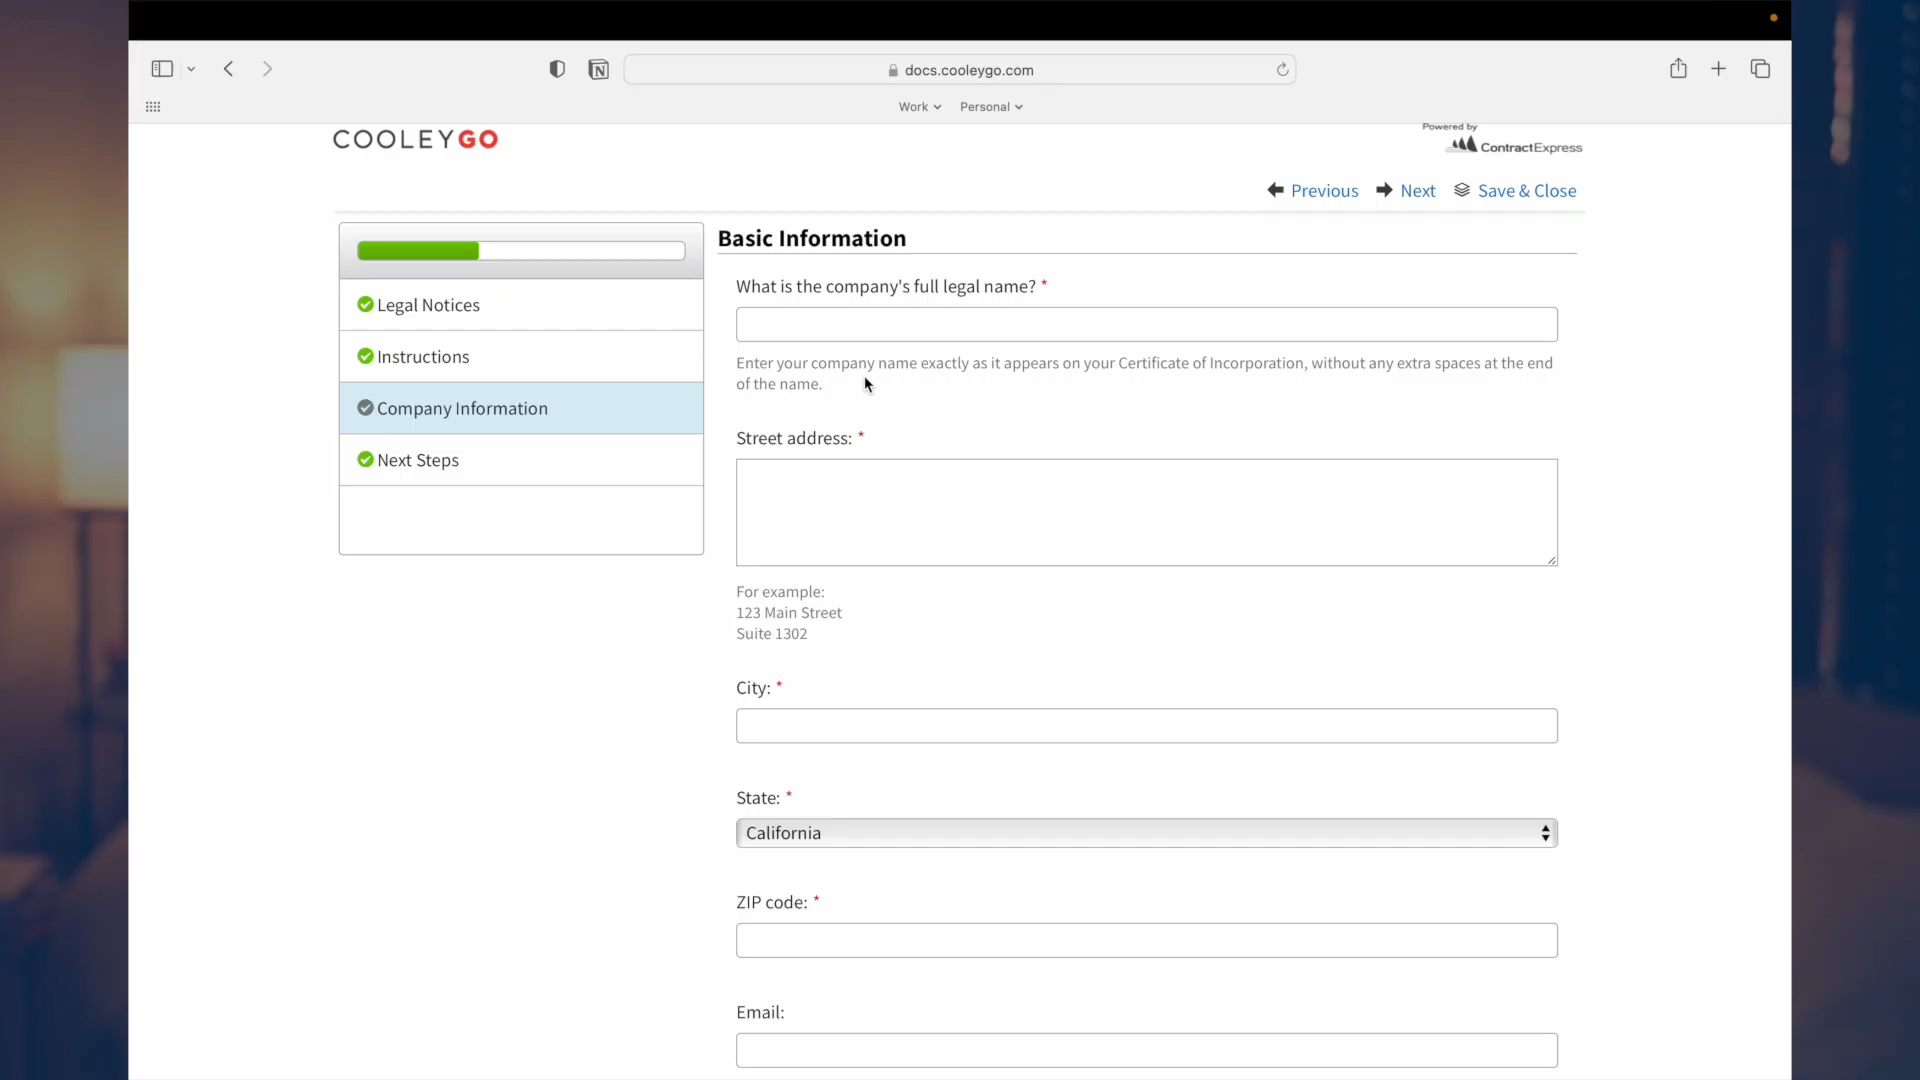 docs.cooleygo.com
Work
Personal
COOLEYGO
Powered by
ContractExpress
Previous
Next
Save & Close
Legal Notices
Instructions
Company Information
Next Steps
Basic Information
What is the company's full legal name? *
Enter your company name exactly as it appears on your Certificate of Incorporation, without any extra spaces at the end
of the name.
Street address: *
For example:
123 Main Street
Suite 1302
City: *
State: *
California
ZIP code: *
Email: